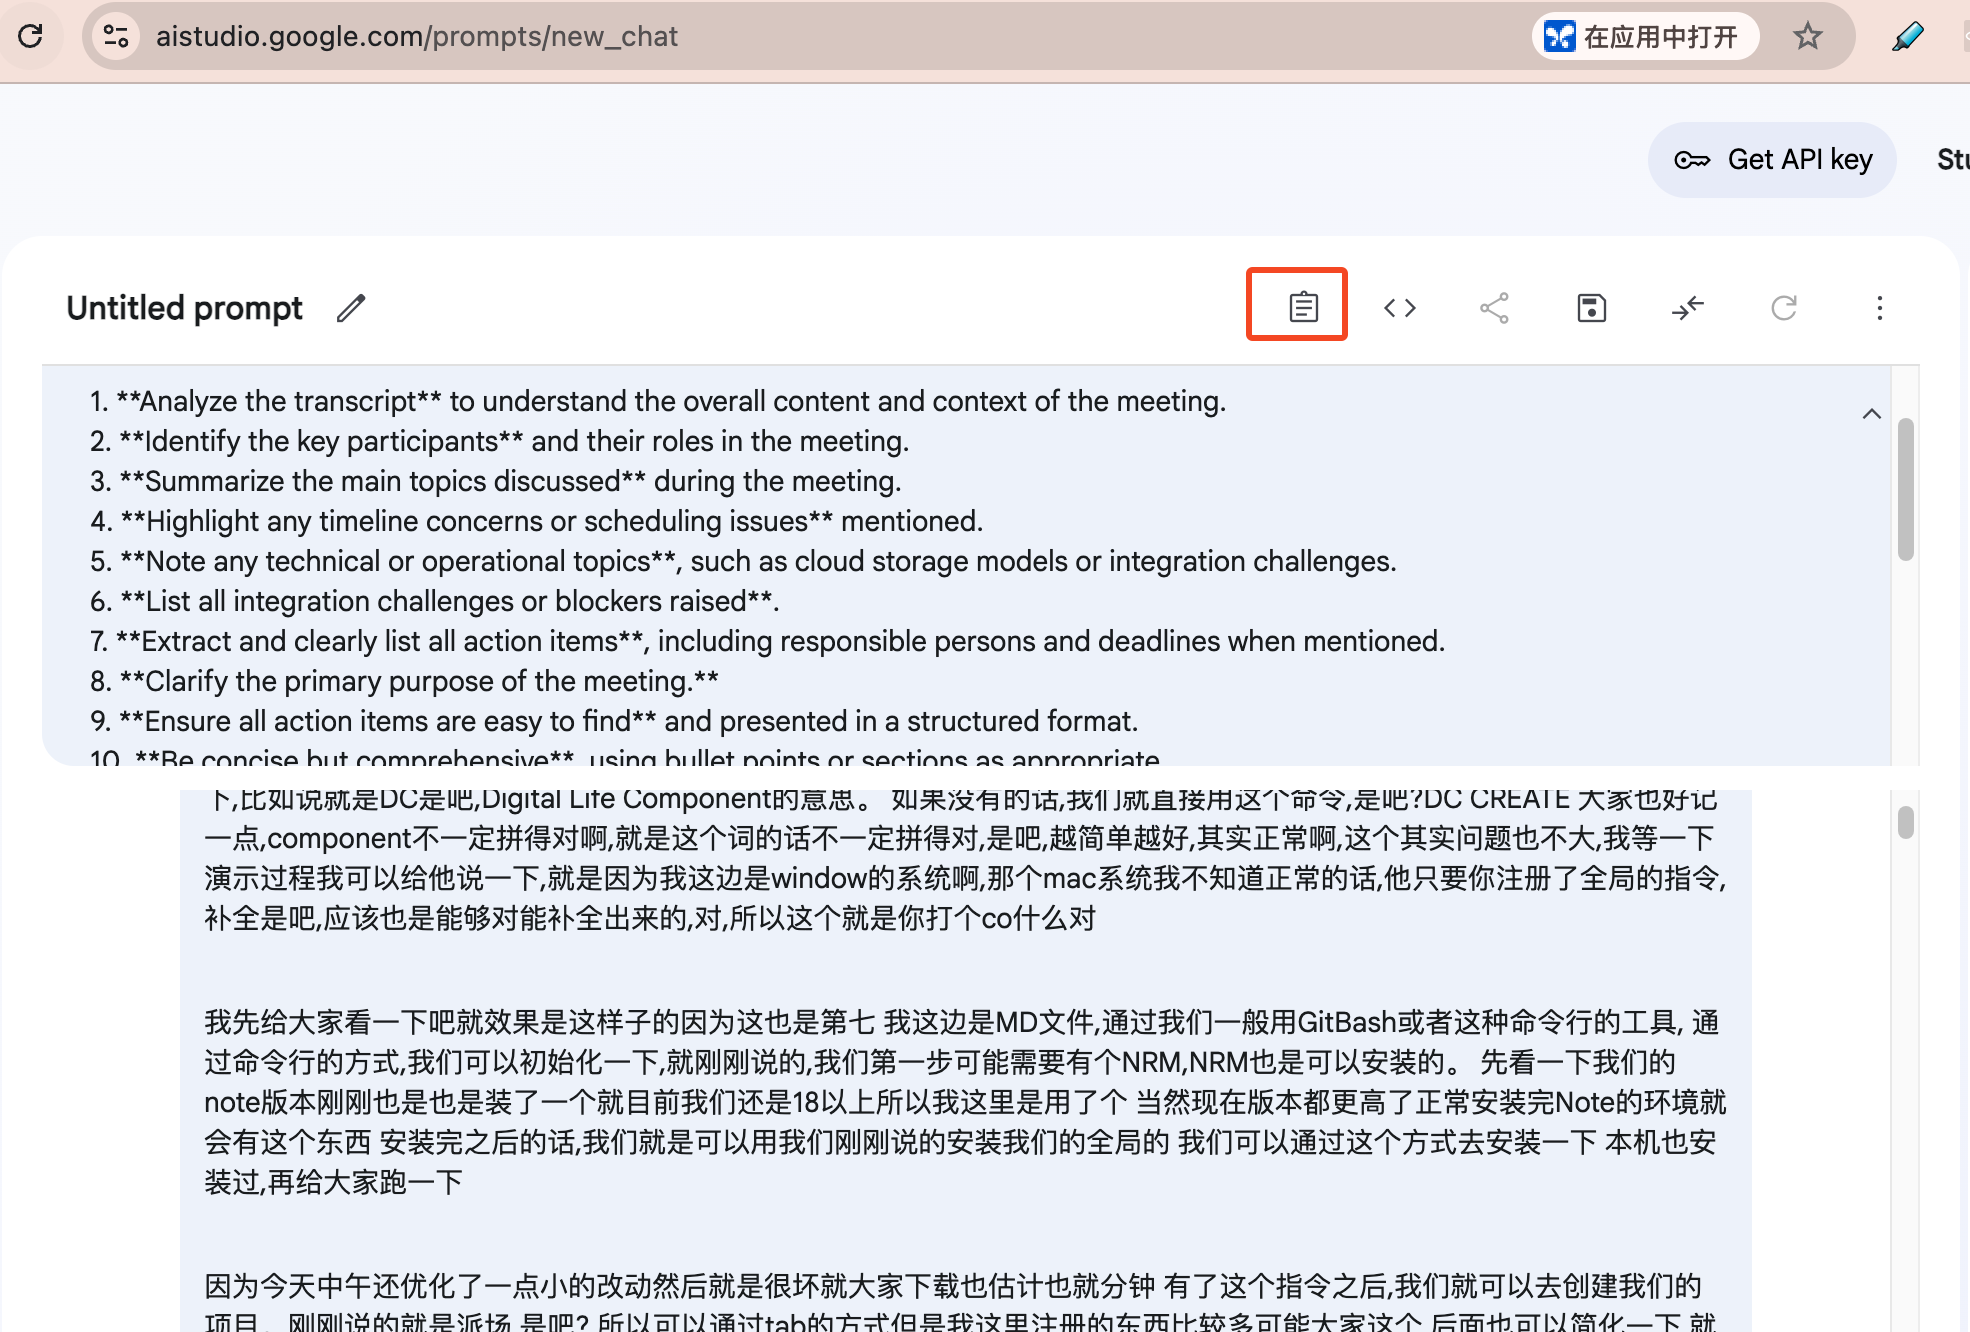 aistudio.google.com/prompts/new_chat
在应用中打开
Get API key
Untitled prompt
1. **Analyze the transcript** to understand the overall content and context of the meeting.
2. **Identify the key participants** and their roles in the meeting.
3. **Summarize the main topics discussed** during the meeting.
4. **Highlight any timeline concerns or scheduling issues** mentioned.
5. **Note any technical or operational topics**, such as cloud storage models or integration challenges.
6. **List all integration challenges or blockers raised**.
7. **Extract and clearly list all action items**, including responsible persons and deadlines when mentioned.
8. **Clarify the primary purpose of the meeting.**
9. **Ensure all action items are easy to find** and presented in a structured format.
10. **Be concise but comprehensive**, using bullet points or sections as appropriate
下,比如说就是DC是吧,Digital Life Component的意思。 如果没有的话,我们就直接用这个命令,是吧?DC CREATE 大家也好记
一点,component不一定拼得对啊,就是这个词的话不一定拼得对,是吧,越简单越好,其实正常啊,这个其实问题也不大,我等一下
演示过程我可以给他说一下,就是因为我这边是window的系统啊,那个mac系统我不知道正常的话,他只要你注册了全局的指令,
补全是吧,应该也是能够对能补全出来的,对,所以这个就是你打个co什么对
我先给大家看一下吧就效果是这样子的因为这也是第七 我这边是MD文件,通过我们一般用GitBash或者这种命令行的工具, 通
过命令行的方式,我们可以初始化一下,就刚刚说的,我们第一步可能需要有个NRM,NRM也是可以安装的。 先看一下我们的
note版本刚刚也是也是装了一个就目前我们还是18以上所以我这里是用了个 当然现在版本都更高了正常安装完Note的环境就
会有这个东西 安装完之后的话,我们就是可以用我们刚刚说的安装我们的全局的 我们可以通过这个方式去安装一下 本机也安
装过,再给大家跑一下
因为今天中午还优化了一点小的改动然后就是很坏就大家下载也估计也就分钟 有了这个指令之后,我们就可以去创建我们的
项目。刚刚说的就是派场 是吧? 所以可以通过tab的方式但是我这里注册的东西比较多可能大家这个 后面也可以简化一下 就